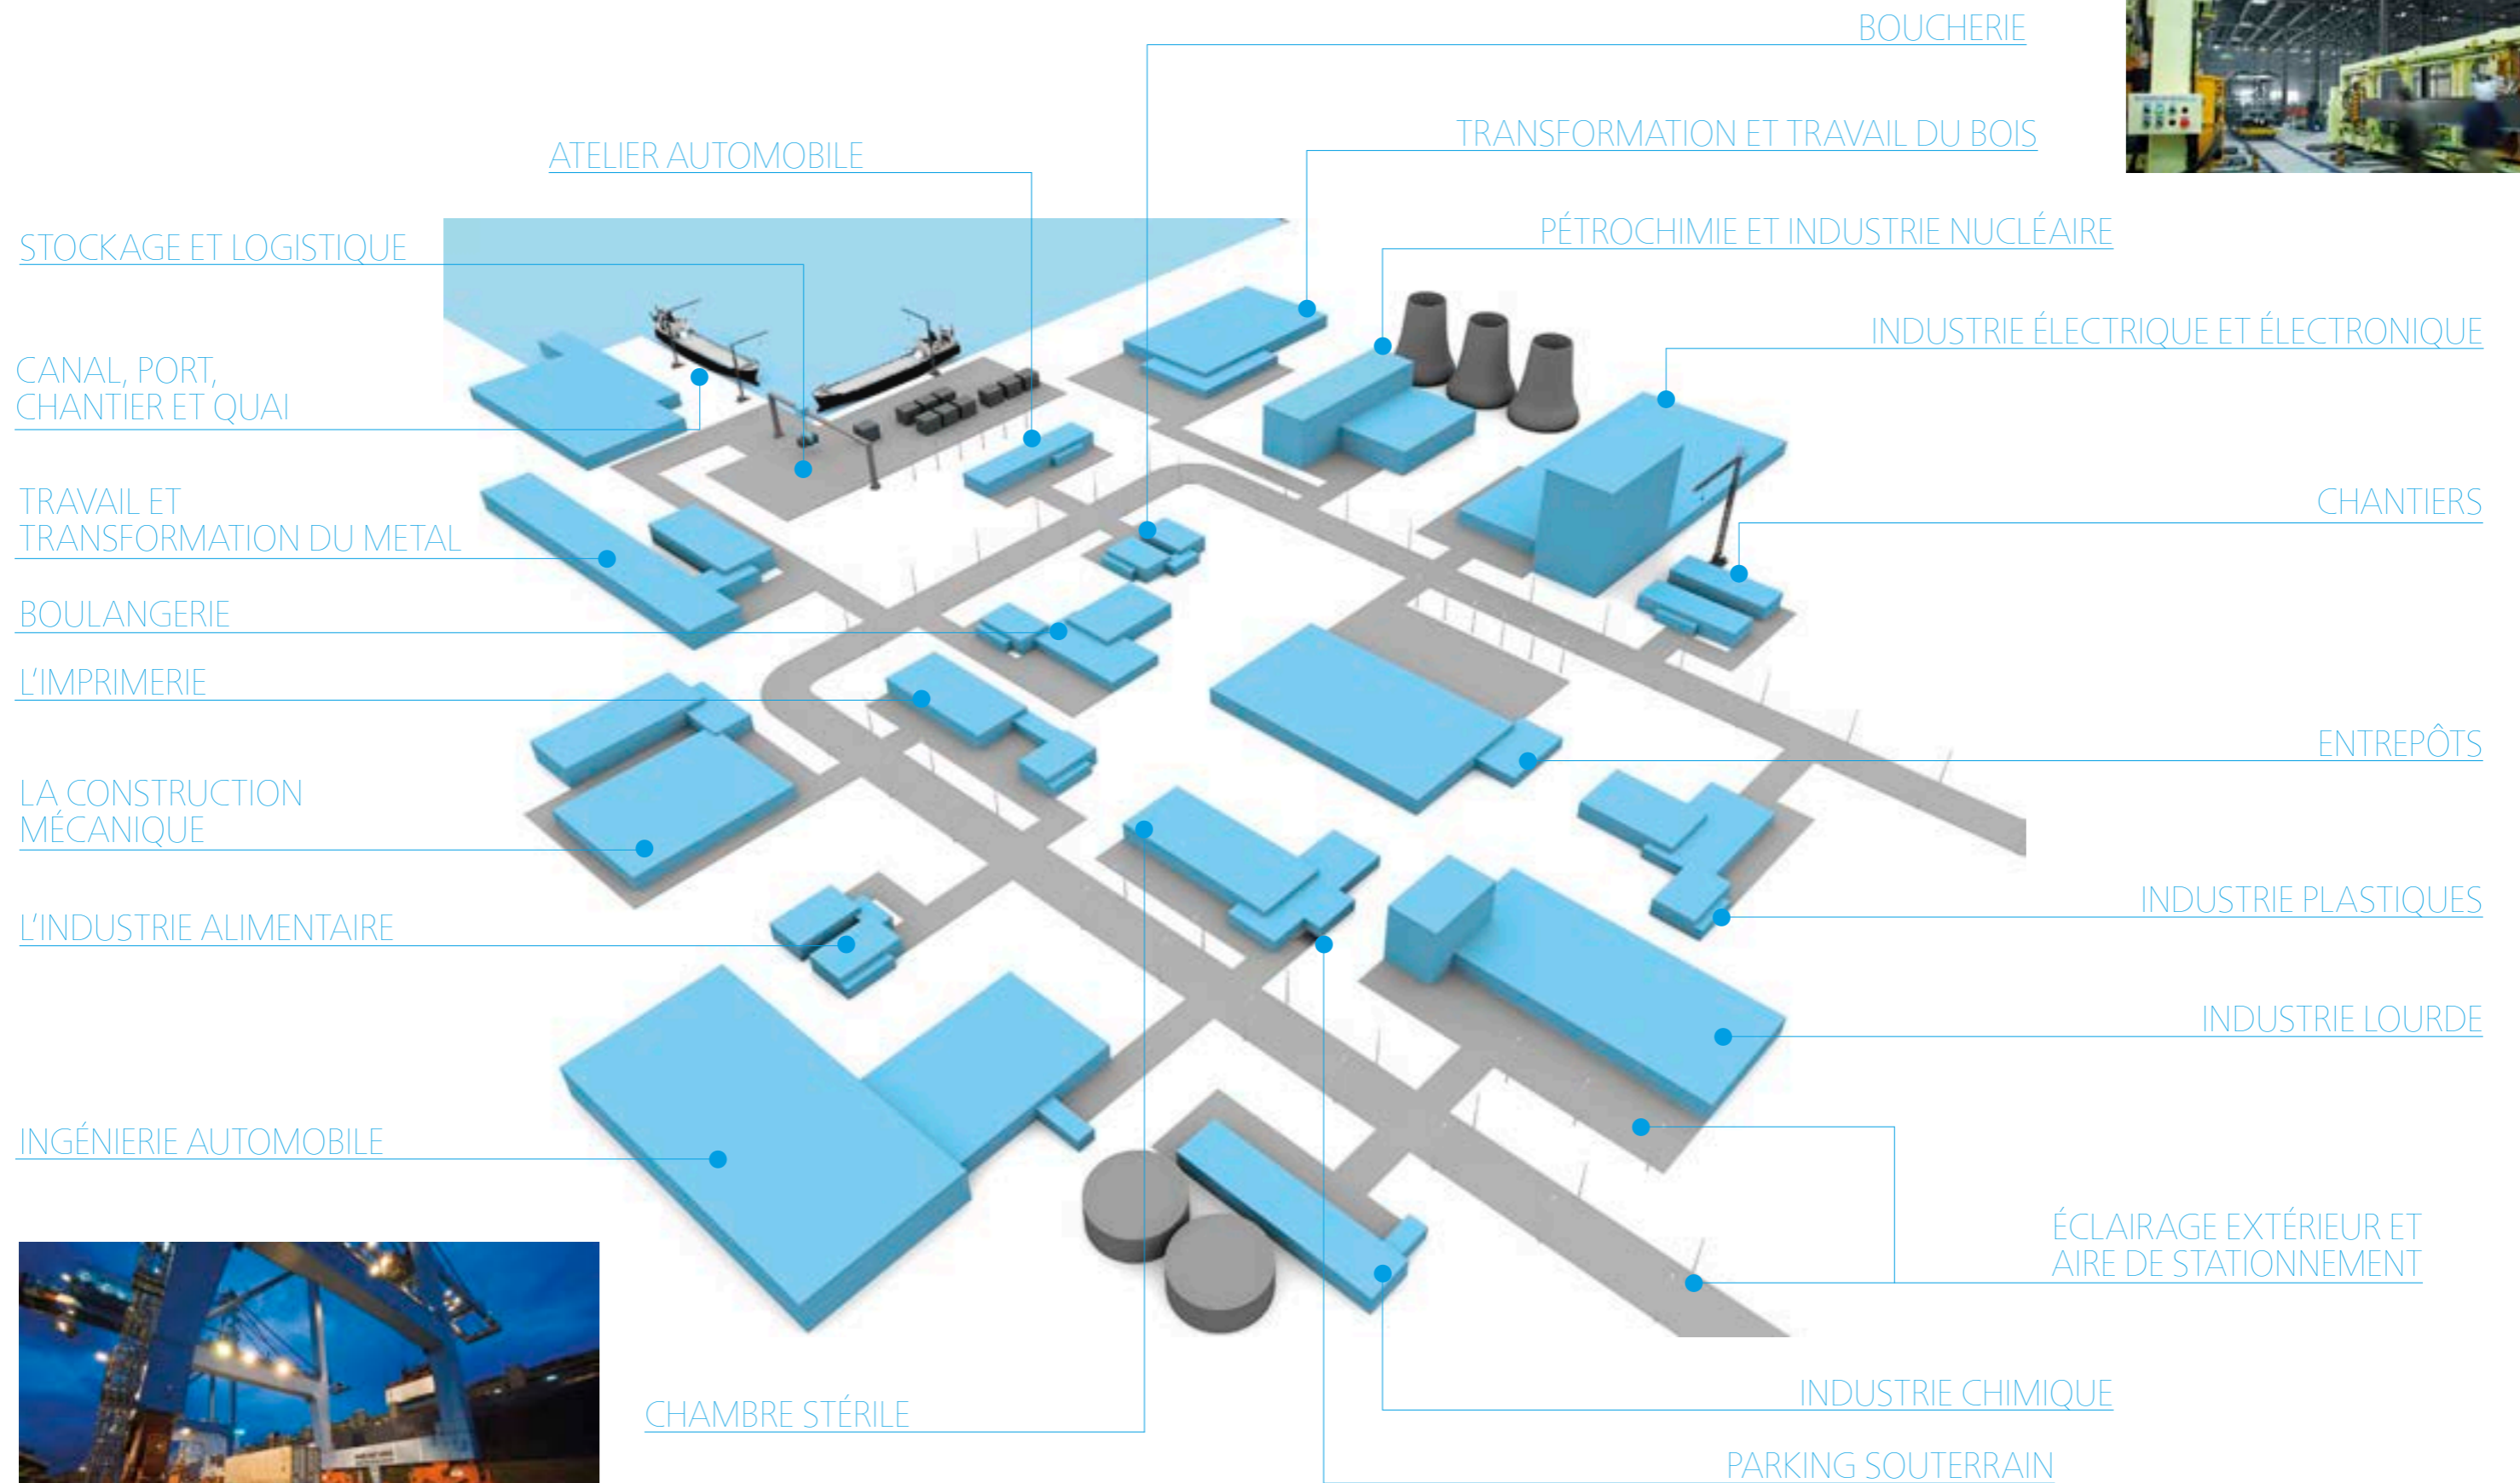 BOUCHERIE
TRANSFORMATION ET TRAVAIL DU BOIS
ATELIER AUTOMOBILE
PÉTROCHIMIE ET INDUSTRIE NUCLÉAIRE
STOCKAGE ET LOGISTIQUE
INDUSTRIE ÉLECTRIQUE ET ÉLECTRONIQUE
CANAL, PORT,
CHANTIER ET QUAI
CHANTIERS
TRAVAIL ET
TRANSFORMATION DU METAL
BOULANGERIE
L'IMPRIMERIE
ENTREPÔTS
LA CONSTRUCTION
MÉCANIQUE
INDUSTRIE PLASTIQUES
L'INDUSTRIE ALIMENTAIRE
INDUSTRIE LOURDE
INGÉNIERIE AUTOMOBILE
ÉCLAIRAGE EXTÉRIEUR ET
AIRE DE STATIONNEMENT
INDUSTRIE CHIMIQUE
CHAMBRE STÉRILE
PARKING SOUTERRAIN